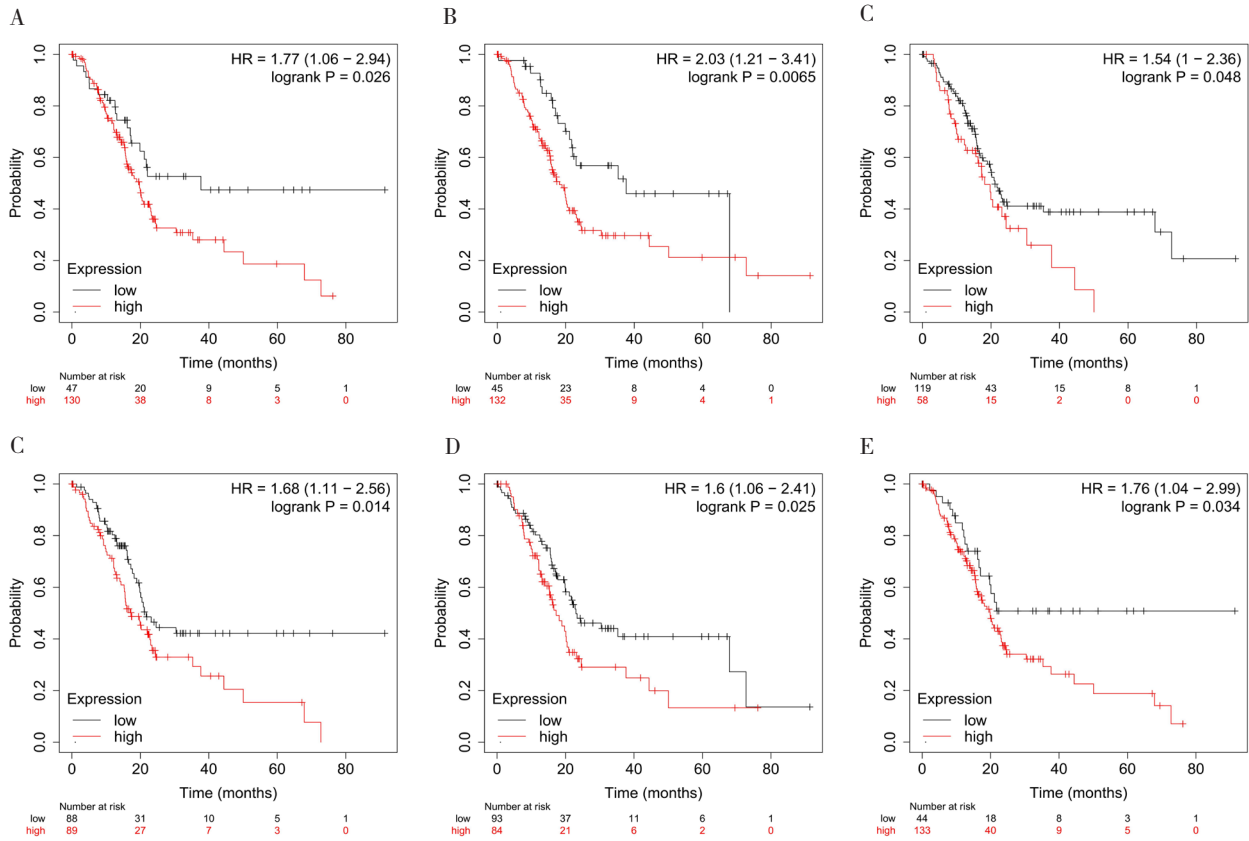 A
HR = 1.77 (1.06 − 2.94)
logrank P = 0.026
Probability
1.0
0.8
0.6
0.4
0.2
0.0
Expression
low
high
0 20 40 60 80
Time (months)
Number at risk
low 47 20 9 5 1
high 130 38 8 3 0
B
HR = 2.03 (1.21 − 3.41)
logrank P = 0.0065
Probability
1.0
0.8
0.6
0.4
0.2
0.0
Expression
low
high
0 20 40 60 80
Time (months)
Number at risk
low 45 23 8 4 0
high 132 35 9 4 1
C
HR = 1.54 (1 − 2.36)
logrank P = 0.048
Probability
1.0
0.8
0.6
0.4
0.2
0.0
Expression
low
high
0 20 40 60 80
Time (months)
Number at risk
low 119 43 15 8 1
high 58 15 2 0 0
C
HR = 1.68 (1.11 − 2.56)
logrank P = 0.014
Probability
1.0
0.8
0.6
0.4
0.2
0.0
Expression
low
high
0 20 40 60 80
Time (months)
Number at risk
low 88 31 10 5 1
high 89 27 7 3 0
D
HR = 1.6 (1.06 − 2.41)
logrank P = 0.025
Probability
1.0
0.8
0.6
0.4
0.2
0.0
Expression
low
high
0 20 40 60 80
Time (months)
Number at risk
low 93 37 11 6 1
high 84 21 6 2 0
E
HR = 1.76 (1.04 − 2.99)
logrank P = 0.034
Probability
1.0
0.8
0.6
0.4
0.2
0.0
Expression
low
high
0 20 40 60 80
Time (months)
Number at risk
low 44 18 8 3 1
high 133 40 9 5 0